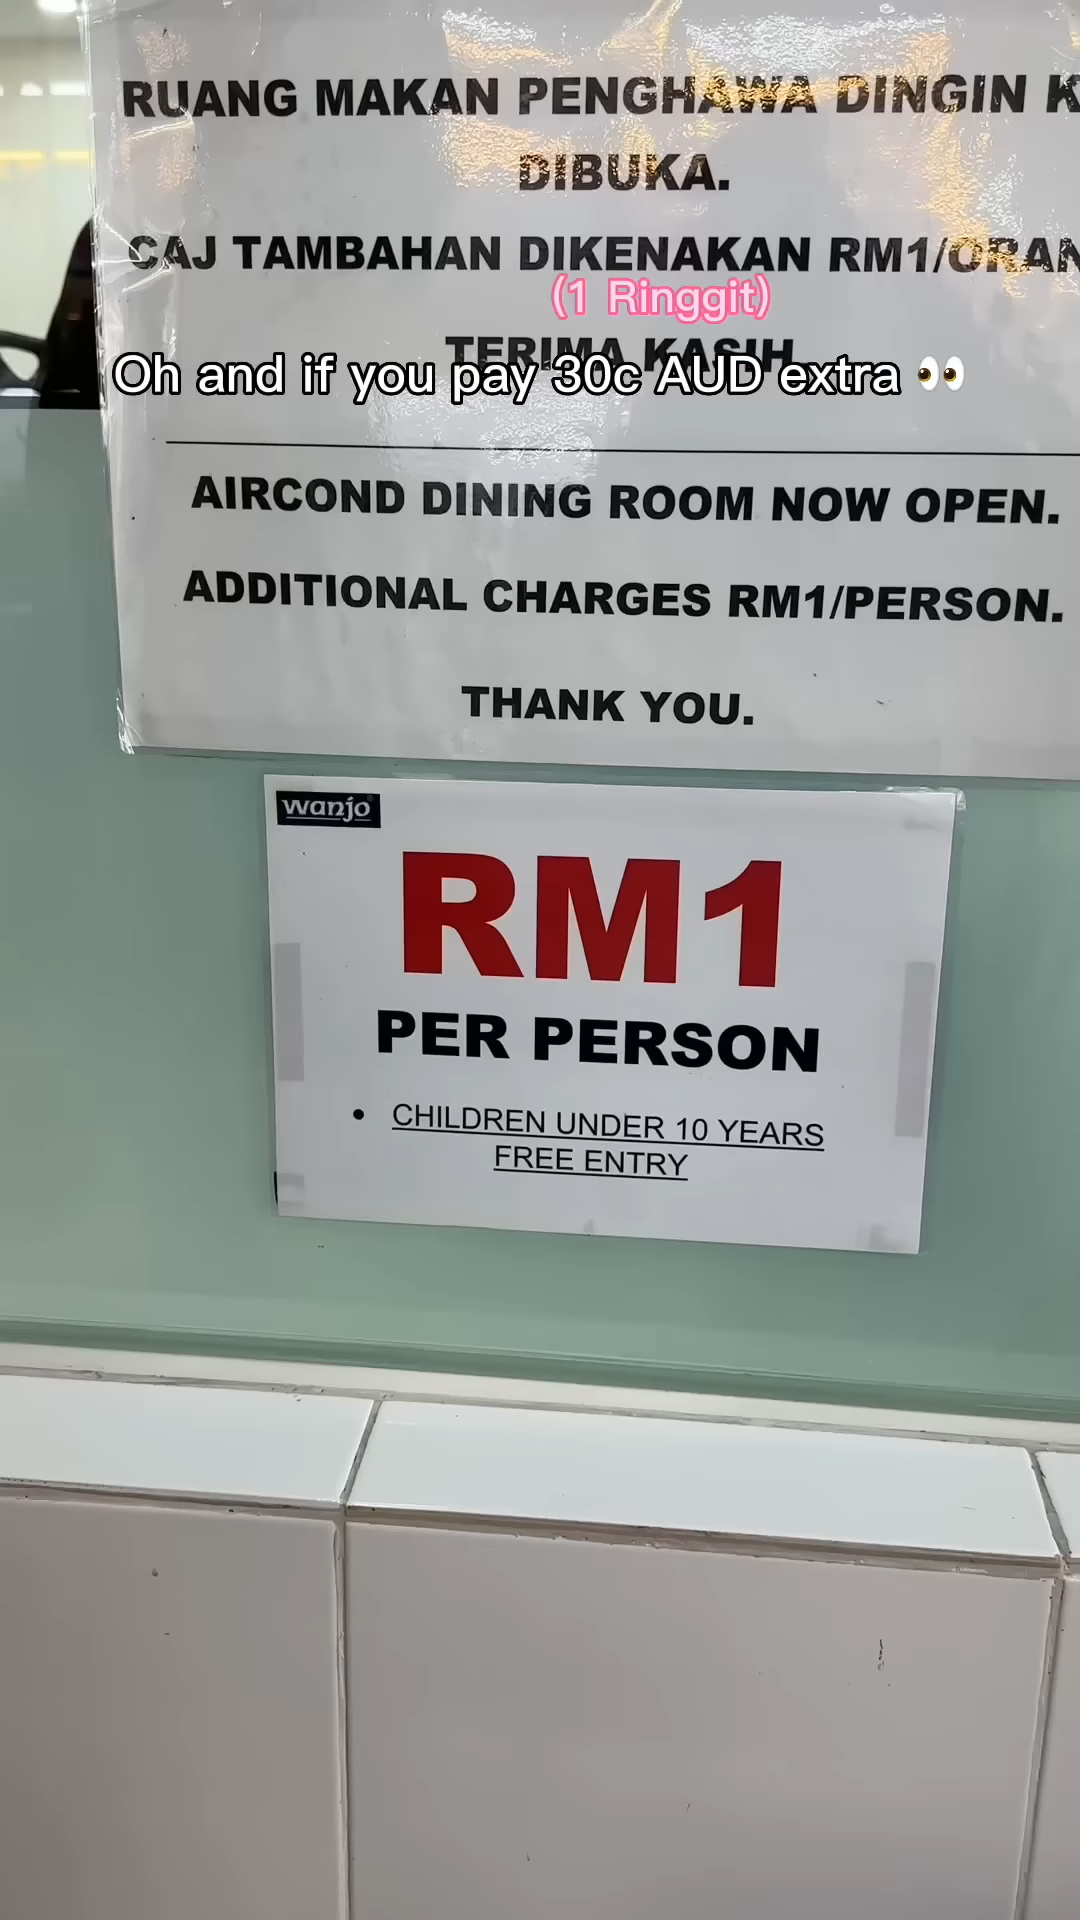 RUANG MAKAN PENGHAWA DINGIN
DIBUKA.
CAJ TAMBAHAN DIKENAKAN RM1/ORAN
(1 Ringgit)
TERIMA KASIH
Oh and if you pay 30c AUD extra 👀
AIRCOND DINING ROOM NOW OPEN.
ADDITIONAL CHARGES RM1/PERSON.
THANK YOU.
wanjo
RM1
PER PERSON
• CHILDREN UNDER 10 YEARS
FREE ENTRY